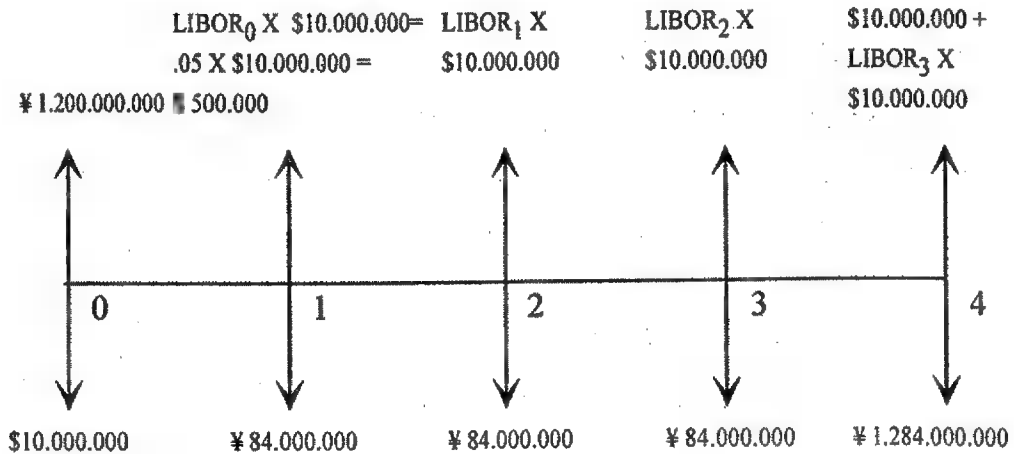 LIBOR0 X $10.000.000= LIBOR1 X LIBOR2 X $10.000.000 +
.05 X $10.000.000 = $10.000.000 $10.000.000 LIBOR3 X
¥ 1.200.000.000 500.000 $10.000.000
0 1 2 3 4
$10.000.000 ¥ 84.000.000 ¥ 84.000.000 ¥ 84.000.000 ¥ 1.284.000.000